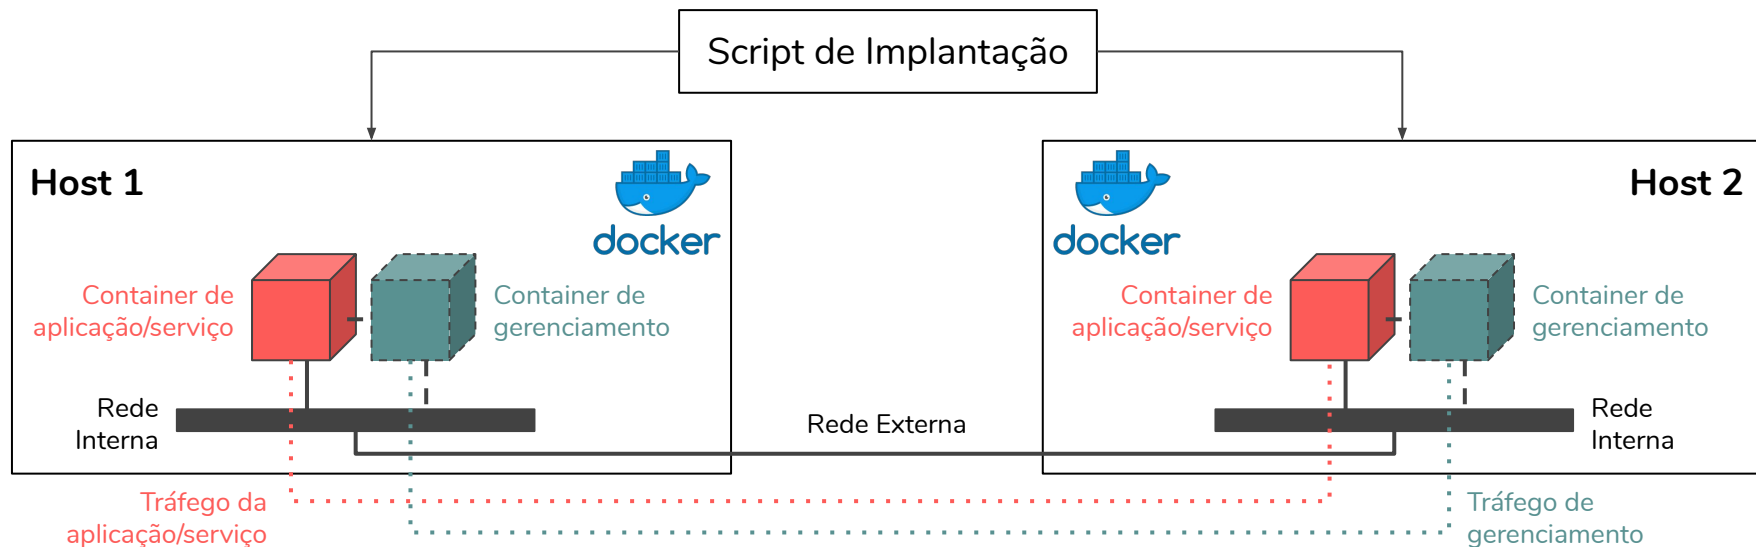 Script de Implantação
Host 1
docker
Container de
aplicação/serviço
Container de
gerenciamento
Rede
Interna
Rede Externa
docker
Host 2
Container de
aplicação/serviço
Container de
gerenciamento
Rede
Interna
Tráfego da
aplicação/serviço
Tráfego de
gerenciamento